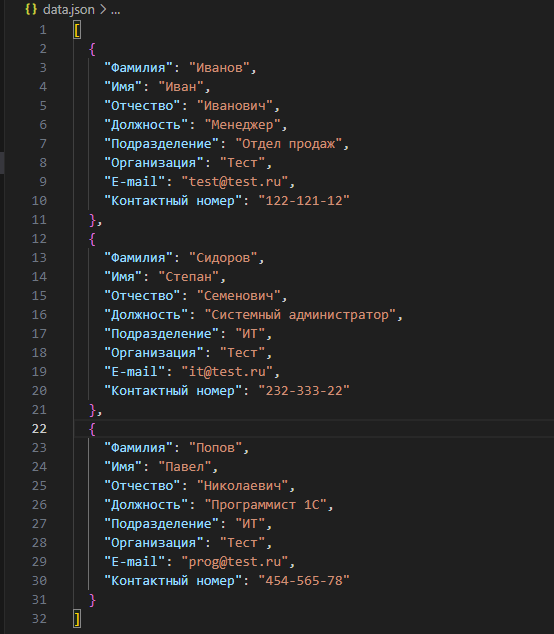 {} data.json > ...
1 [
2 {
3 "Фамилия": "Иванов",
4 "Имя": "Иван",
5 "Отчество": "Иванович",
6 "Должность": "Менеджер",
7 "Подразделение": "Отдел продаж",
8 "Организация": "Тест",
9 "E-mail": "test@test.ru",
10 "Контактный номер": "122-121-12"
11 },
12 {
13 "Фамилия": "Сидоров",
14 "Имя": "Степан",
15 "Отчество": "Семенович",
16 "Должность": "Системный администратор",
17 "Подразделение": "ИТ",
18 "Организация": "Тест",
19 "E-mail": "it@test.ru",
20 "Контактный номер": "232-333-22"
21 },
22 {
23 "Фамилия": "Попов",
24 "Имя": "Павел",
25 "Отчество": "Николаевич",
26 "Должность": "Программист 1С",
27 "Подразделение": "ИТ",
28 "Организация": "Тест",
29 "E-mail": "prog@test.ru",
30 "Контактный номер": "454-565-78"
31 }
32 ]